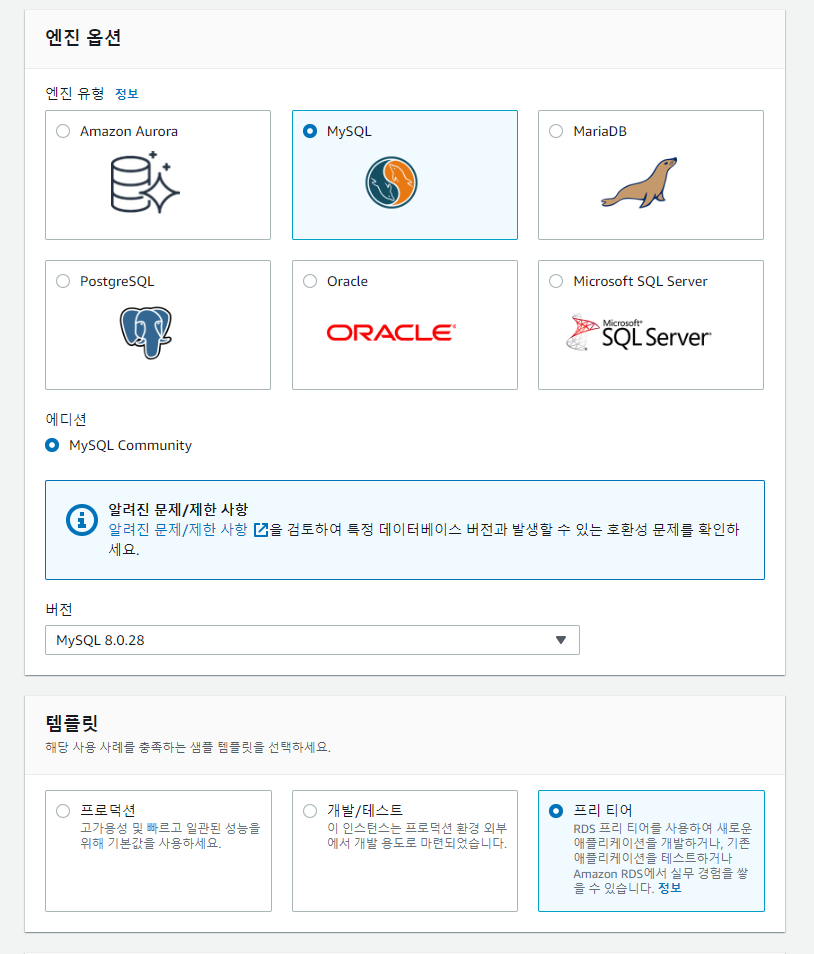 엔진 옵션
엔진 유형 정보
Amazon Aurora
MySQL
MariaDB
PostgreSQL
Oracle
ORACLE®
Microsoft SQL Server
Microsoft®
SQL Server®
에디션
MySQL Community
알려진 문제/제한 사항
알려진 문제/제한 사항 을 검토하여 특정 데이터베이스 버전과 발생할 수 있는 호환성 문제를 확인하
세요.
버전
MySQL 8.0.28
템플릿
해당 사용 사례를 충족하는 샘플 템플릿을 선택하세요.
프로덕션
고가용성 및 빠르고 일관된 성능을
위해 기본값을 사용하세요.
개발/테스트
이 인스턴스는 프로덕션 환경 외부
에서 개발 용도로 마련되었습니다.
프리 티어
RDS 프리 티어를 사용하여 새로운
애플리케이션을 개발하거나, 기존
애플리케이션을 테스트하거나
Amazon RDS에서 실무 경험을 쌓
을 수 있습니다. 정보